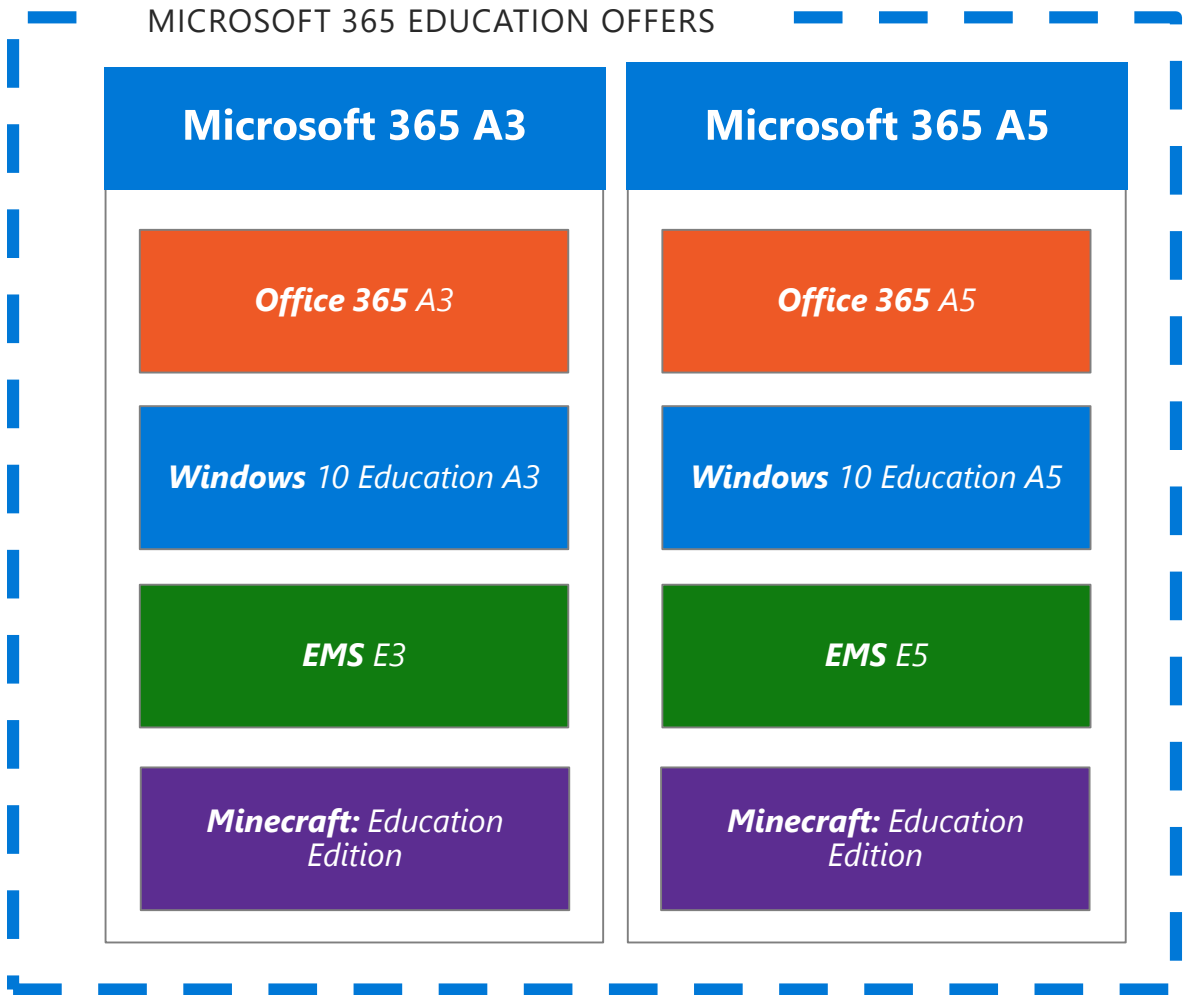 MICROSOFT 365 EDUCATION OFFERS
Microsoft 365 A3
Office 365 A3
Windows 10 Education A3
EMS E3
Minecraft: Education
Edition
Microsoft 365 A5
Office 365 A5
Windows 10 Education A5
EMS E5
Minecraft: Education
Edition